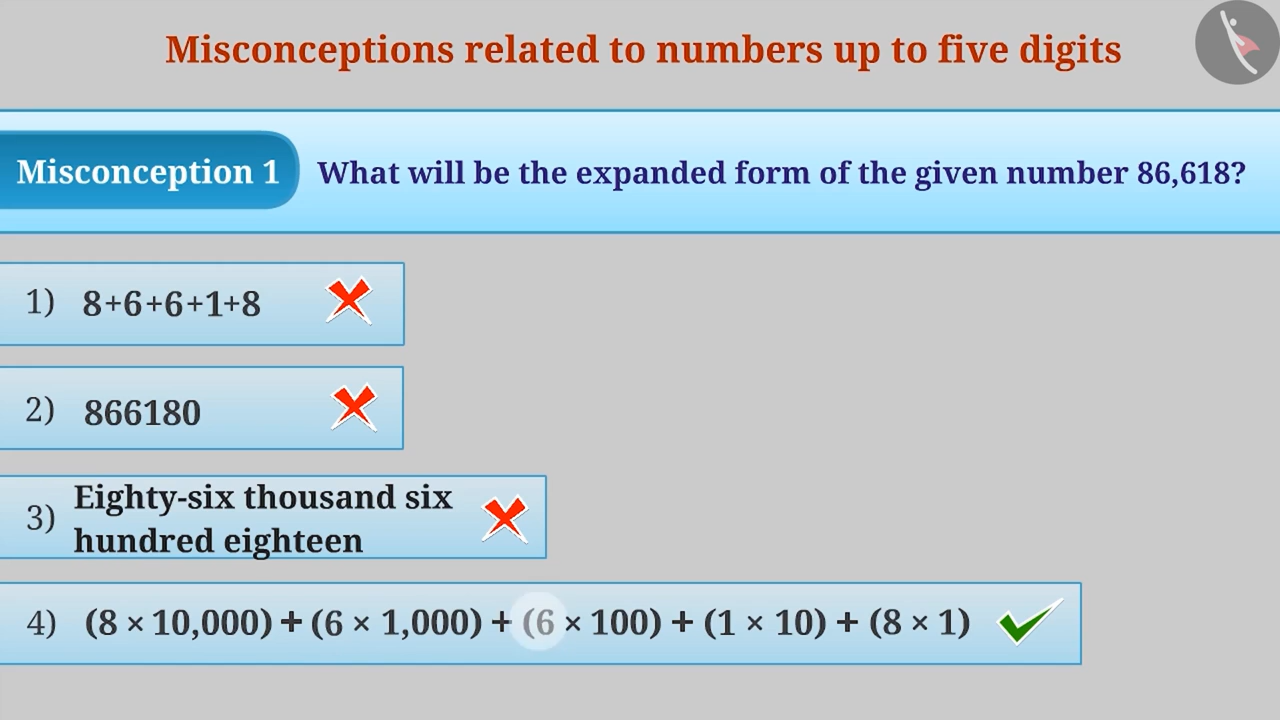 Misconceptions related to numbers up to five digits
Misconception 1 What will be the expanded form of the given number 86,618?
1) 8+6+6+1+8
2) 866180
3) Eighty-six thousand six
hundred eighteen
4) (8 × 10,000) + (6 × 1,000) + (6 × 100) + (1 × 10) + (8 × 1)